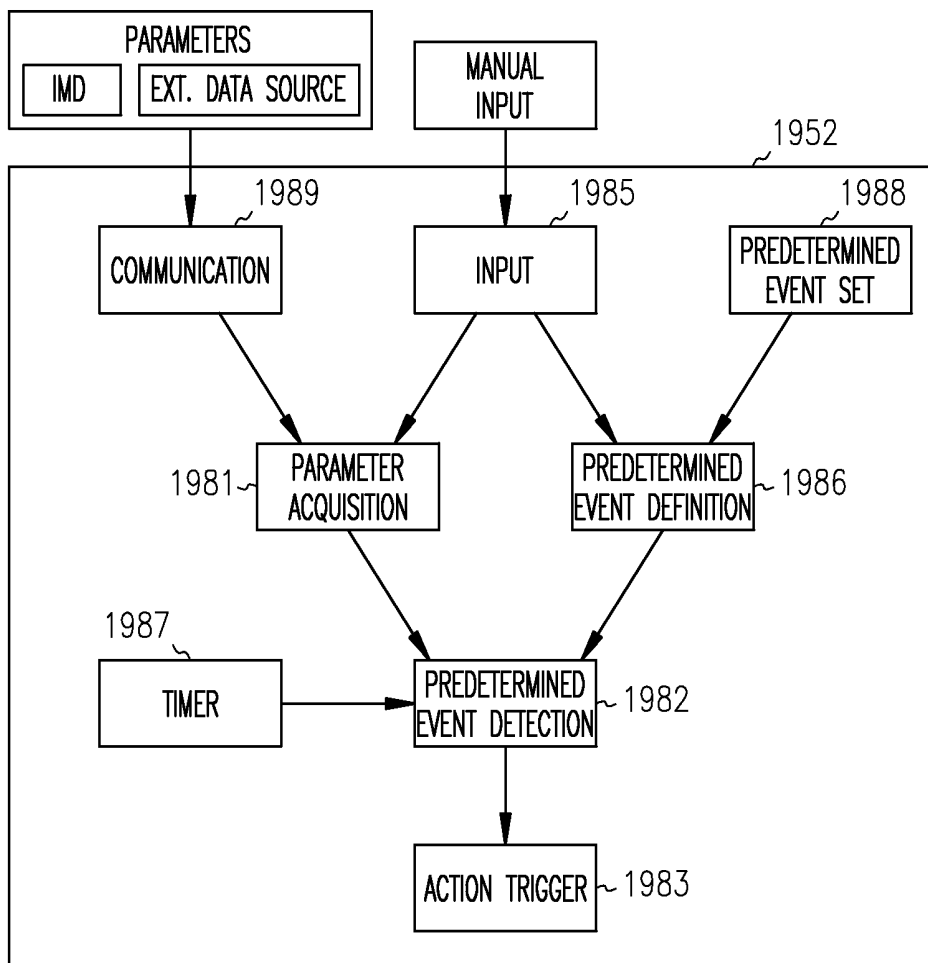 PARAMETERS
IMD
EXT. DATA SOURCE
MANUAL
INPUT
1952
1989
1985
1988
COMMUNICATION
INPUT
PREDETERMINED
EVENT SET
1981
PARAMETER
ACQUISITION
PREDETERMINED
EVENT DEFINITION
1986
1987
TIMER
PREDETERMINED
EVENT DETECTION
1982
ACTION TRIGGER
1983